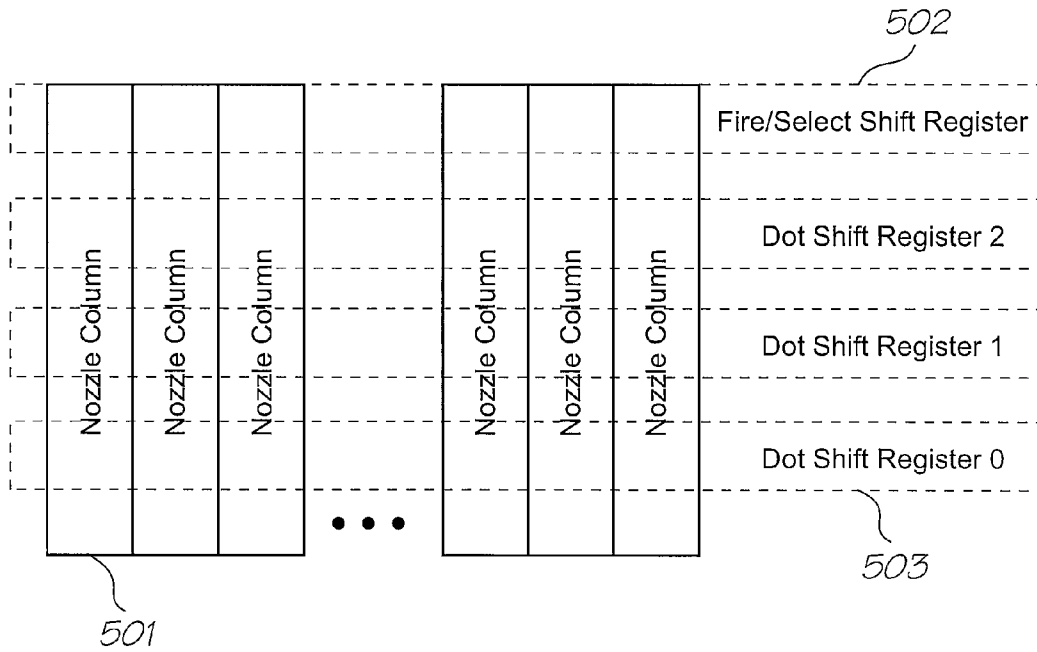 502
Fire/Select Shift Register
Dot Shift Register 2
Dot Shift Register 1
Dot Shift Register 0
Nozzle Column
Nozzle Column
Nozzle Column
Nozzle Column
Nozzle Column
Nozzle Column
503
501